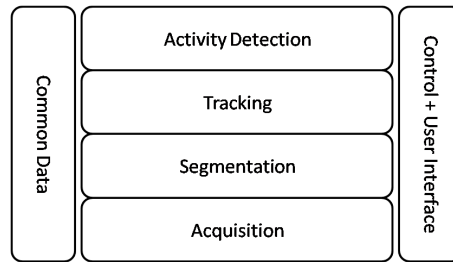 Common Data
Activity Detection
Tracking
Segmentation
Acquisition
Control + User Interface